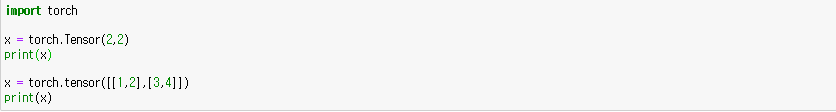 import torch
x = torch.Tensor(2,2)
print(x)
x = torch.tensor([[1,2],[3,4]])
print(x)